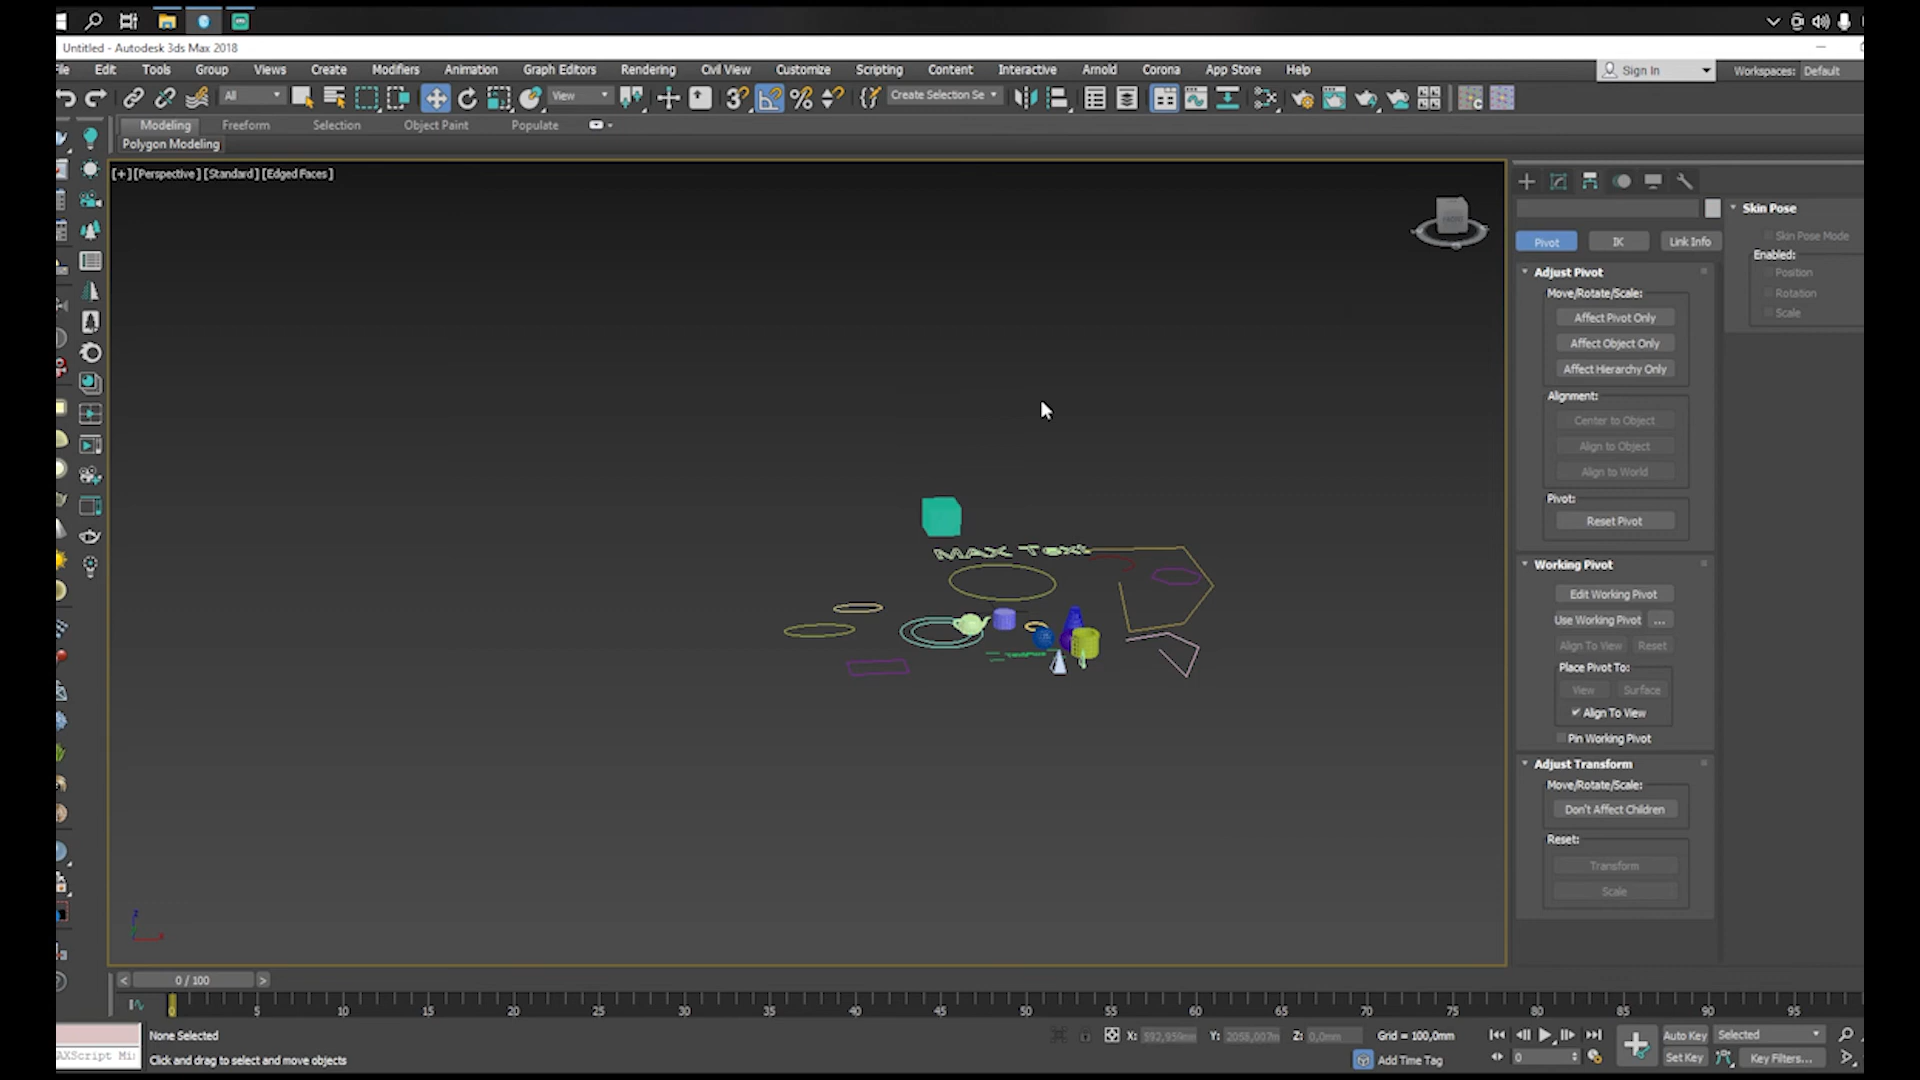 Untitled - Autodesk 3ds Max 2018
File Edit Tools Group Views Create Modifiers Animation Graph Editors Rendering Civil View Customize Scripting Content Interactive Arnold Corona App Store Help
Sign In Workspaces: Default
All View Create Selection Se
Modeling Freeform Selection Object Paint Populate
Polygon Modeling
[+] [Perspective] [Standard] [Edged Faces]
MAX Text
Pivot IK Link Info
Adjust Pivot
Move/Rotate/Scale:
Affect Pivot Only
Affect Object Only
Affect Hierarchy Only
Alignment:
Center to Object
Align to Object
Align to World
Pivot:
Reset Pivot
Working Pivot
Edit Working Pivot
Use Working Pivot ...
Align To View Reset
Place Pivot To:
View Surface
Align To View
Pin Working Pivot
Adjust Transform
Move/Rotate/Scale:
Don't Affect Children
Reset:
Transform
Scale
Skin Pose
Skin Pose Mode
Enabled:
Position
Rotation
Scale
z
x
< 0 / 100 >
0 5 10 15 20 25 30 35 40 45 50 55 60 65 70 75 80 85 90 95
None Selected X: 592,959mm Y: 2055,007m Z: 0,0mm Grid = 100,0mm Auto Key Selected
AXScript Mi Click and drag to select and move objects Add Time Tag 0 Set Key Key Filters...